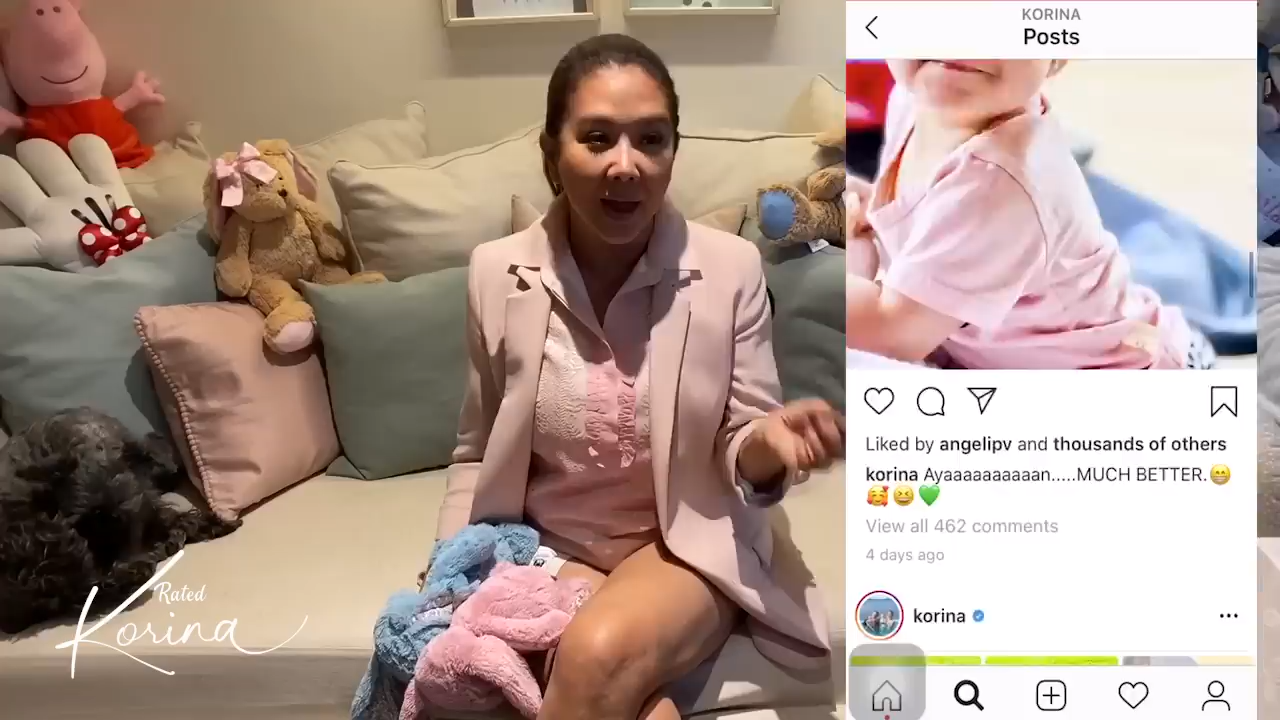 Rated
Korina
KORINA
Posts
Liked by angelipv and thousands of others
korina Ayaaaaaaaaaan.....MUCH BETTER.😁
🥰😆💚
View all 462 comments
4 days ago
korina